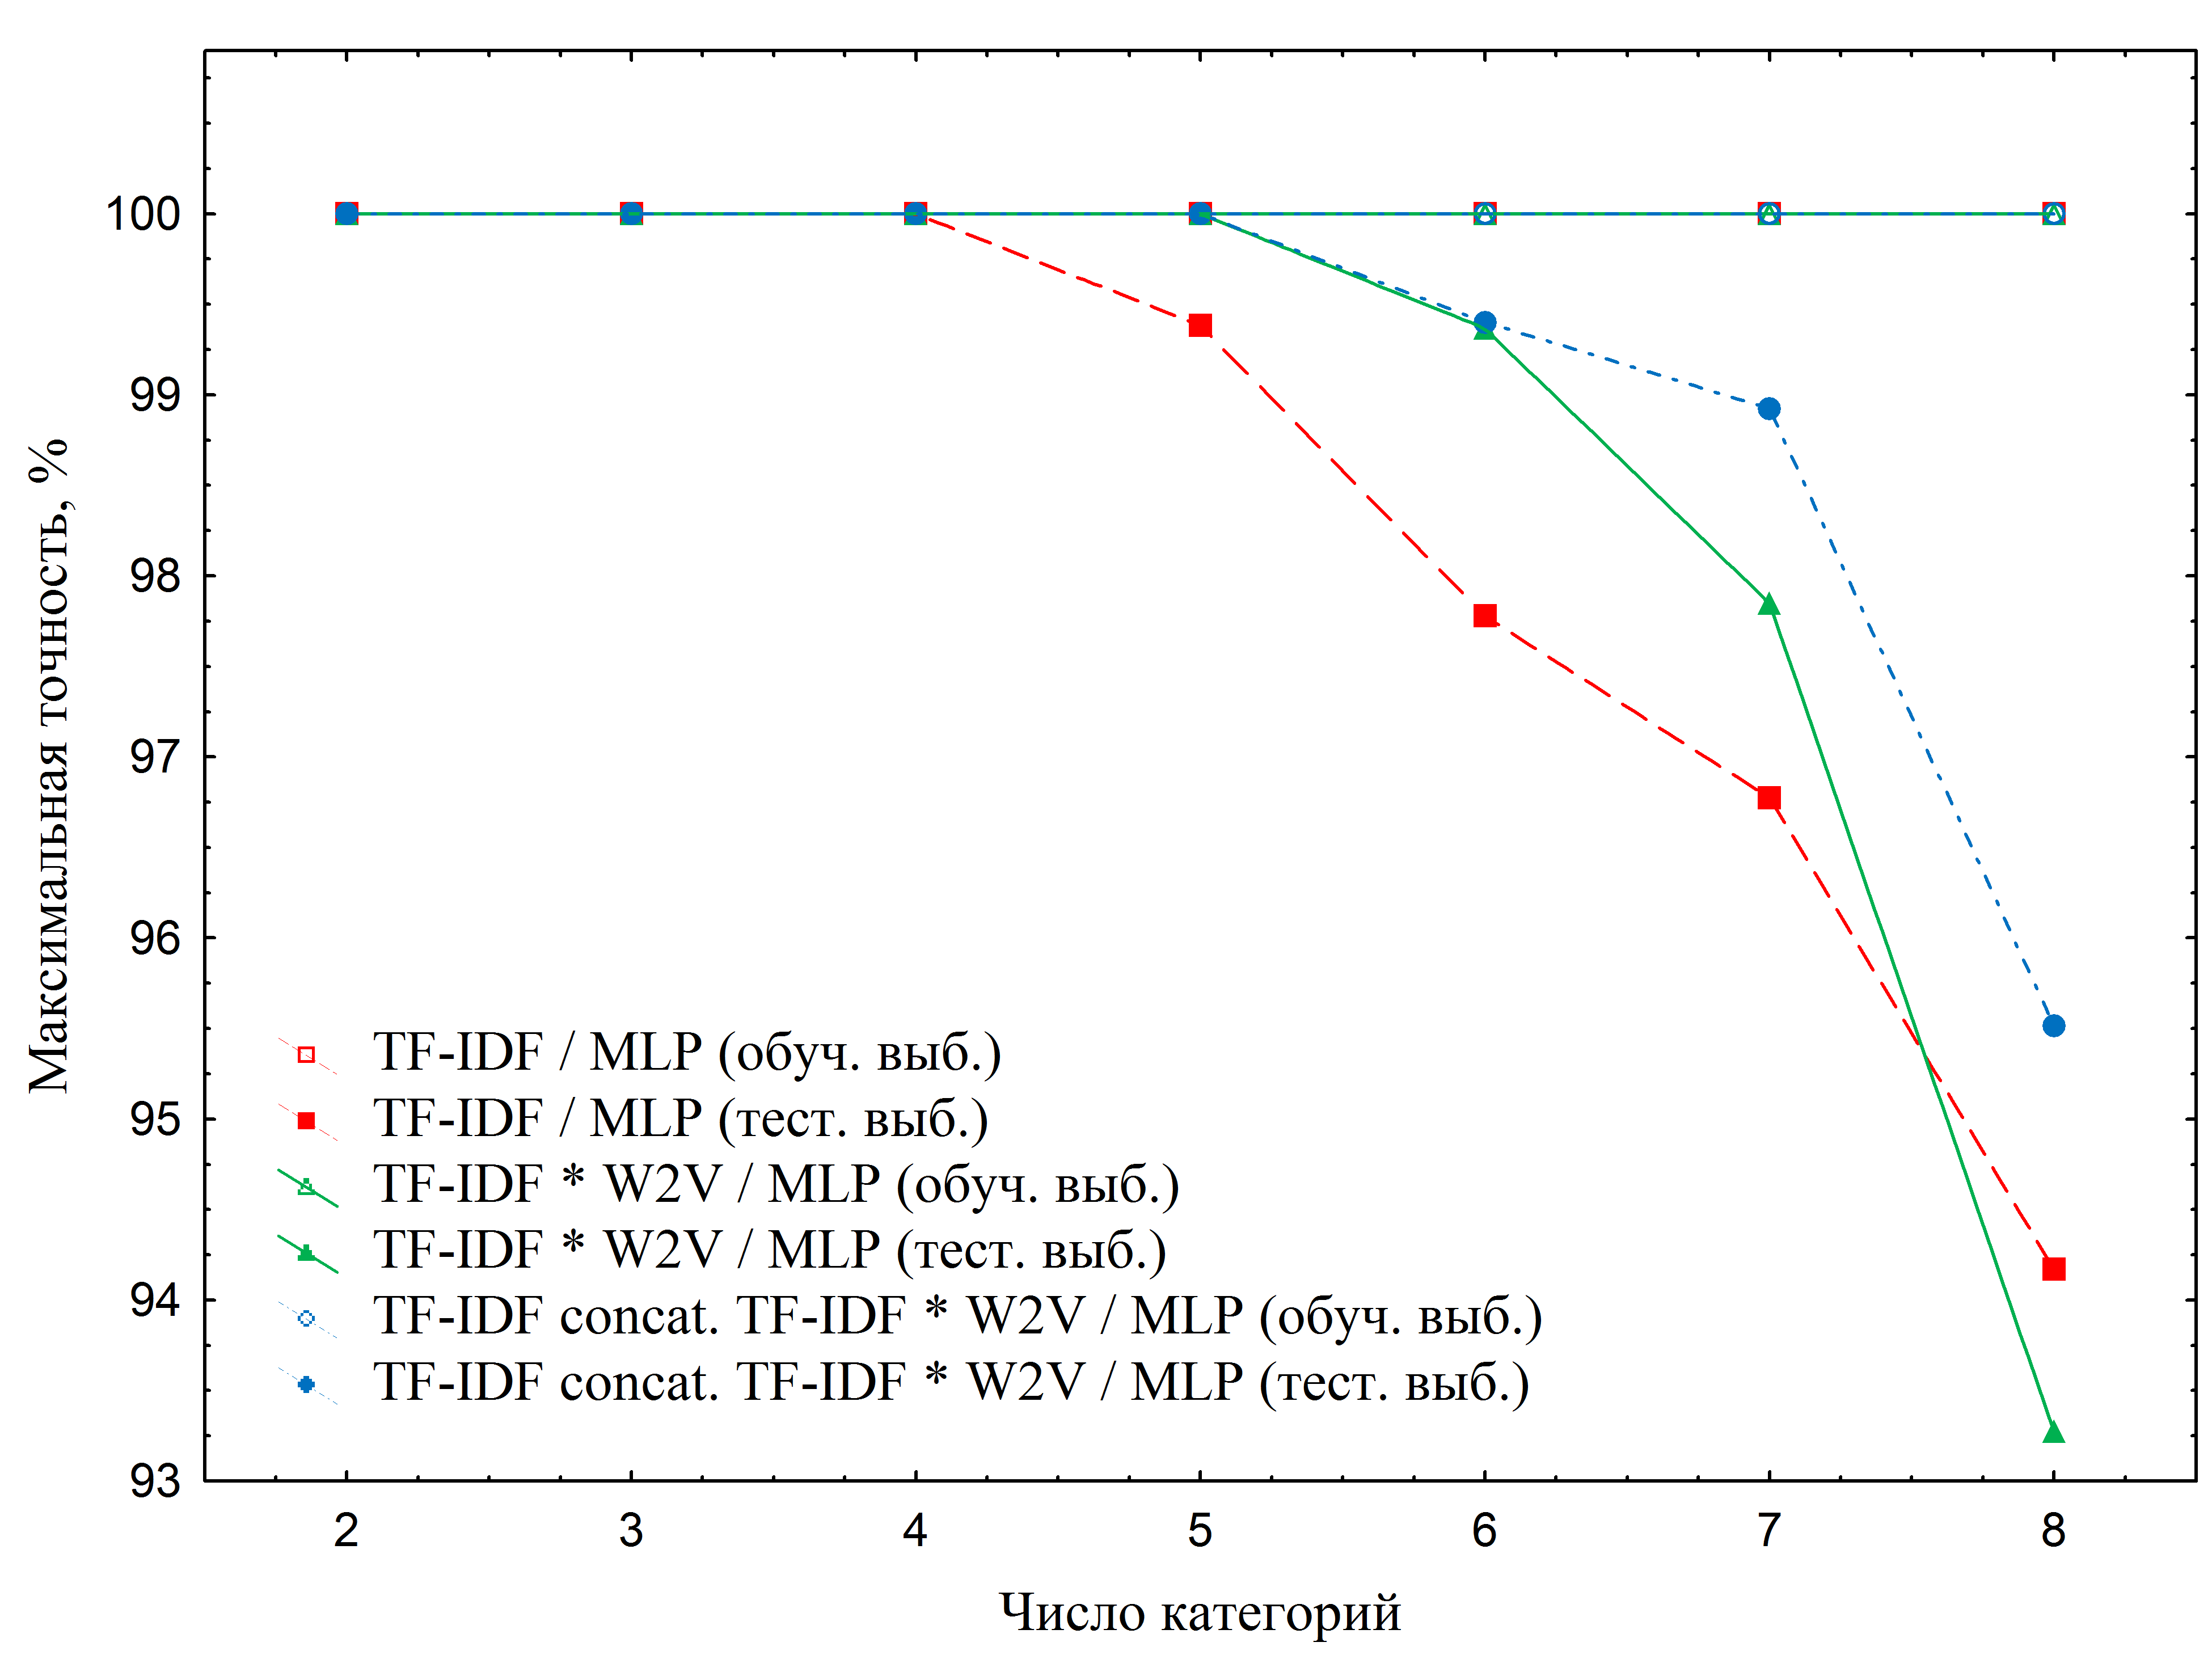 Максимальная точность, %
100
99
98
97
96
95
94
93
TF-IDF / MLP (обуч. выб.)
TF-IDF / MLP (тест. выб.)
TF-IDF * W2V / MLP (обуч. выб.)
TF-IDF * W2V / MLP (тест. выб.)
TF-IDF concat. TF-IDF * W2V / MLP (обуч. выб.)
TF-IDF concat. TF-IDF * W2V / MLP (тест. выб.)
2 3 4 5 6 7 8
Число категорий